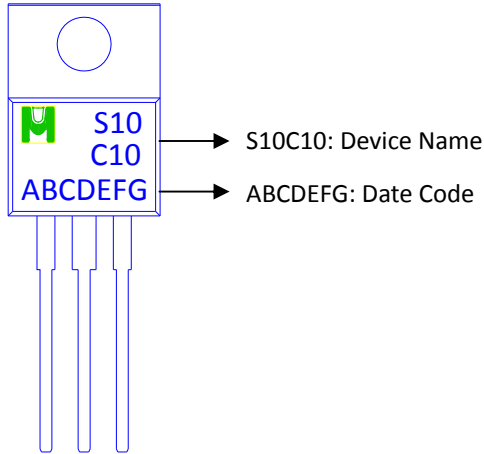 S10
C10
ABCDEFG
S10C10: Device Name
ABCDEFG: Date Code